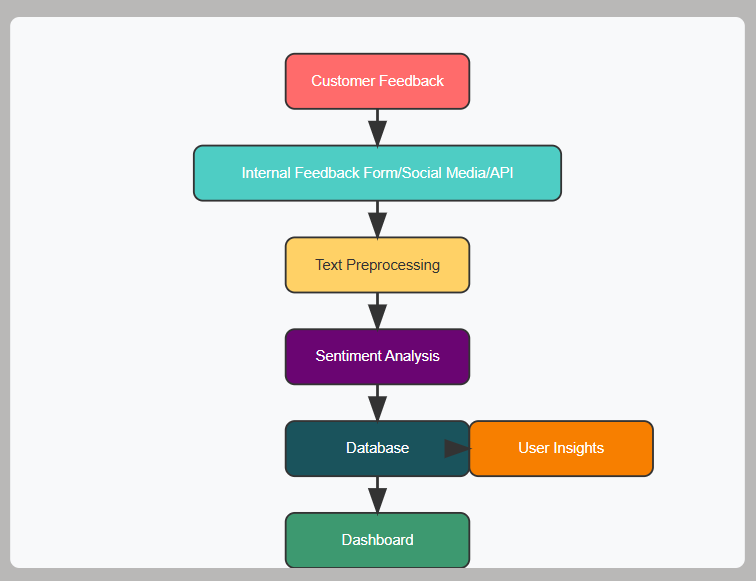 Customer Feedback
Internal Feedback Form/Social Media/API
Text Preprocessing
Sentiment Analysis
Database
User Insights
Dashboard